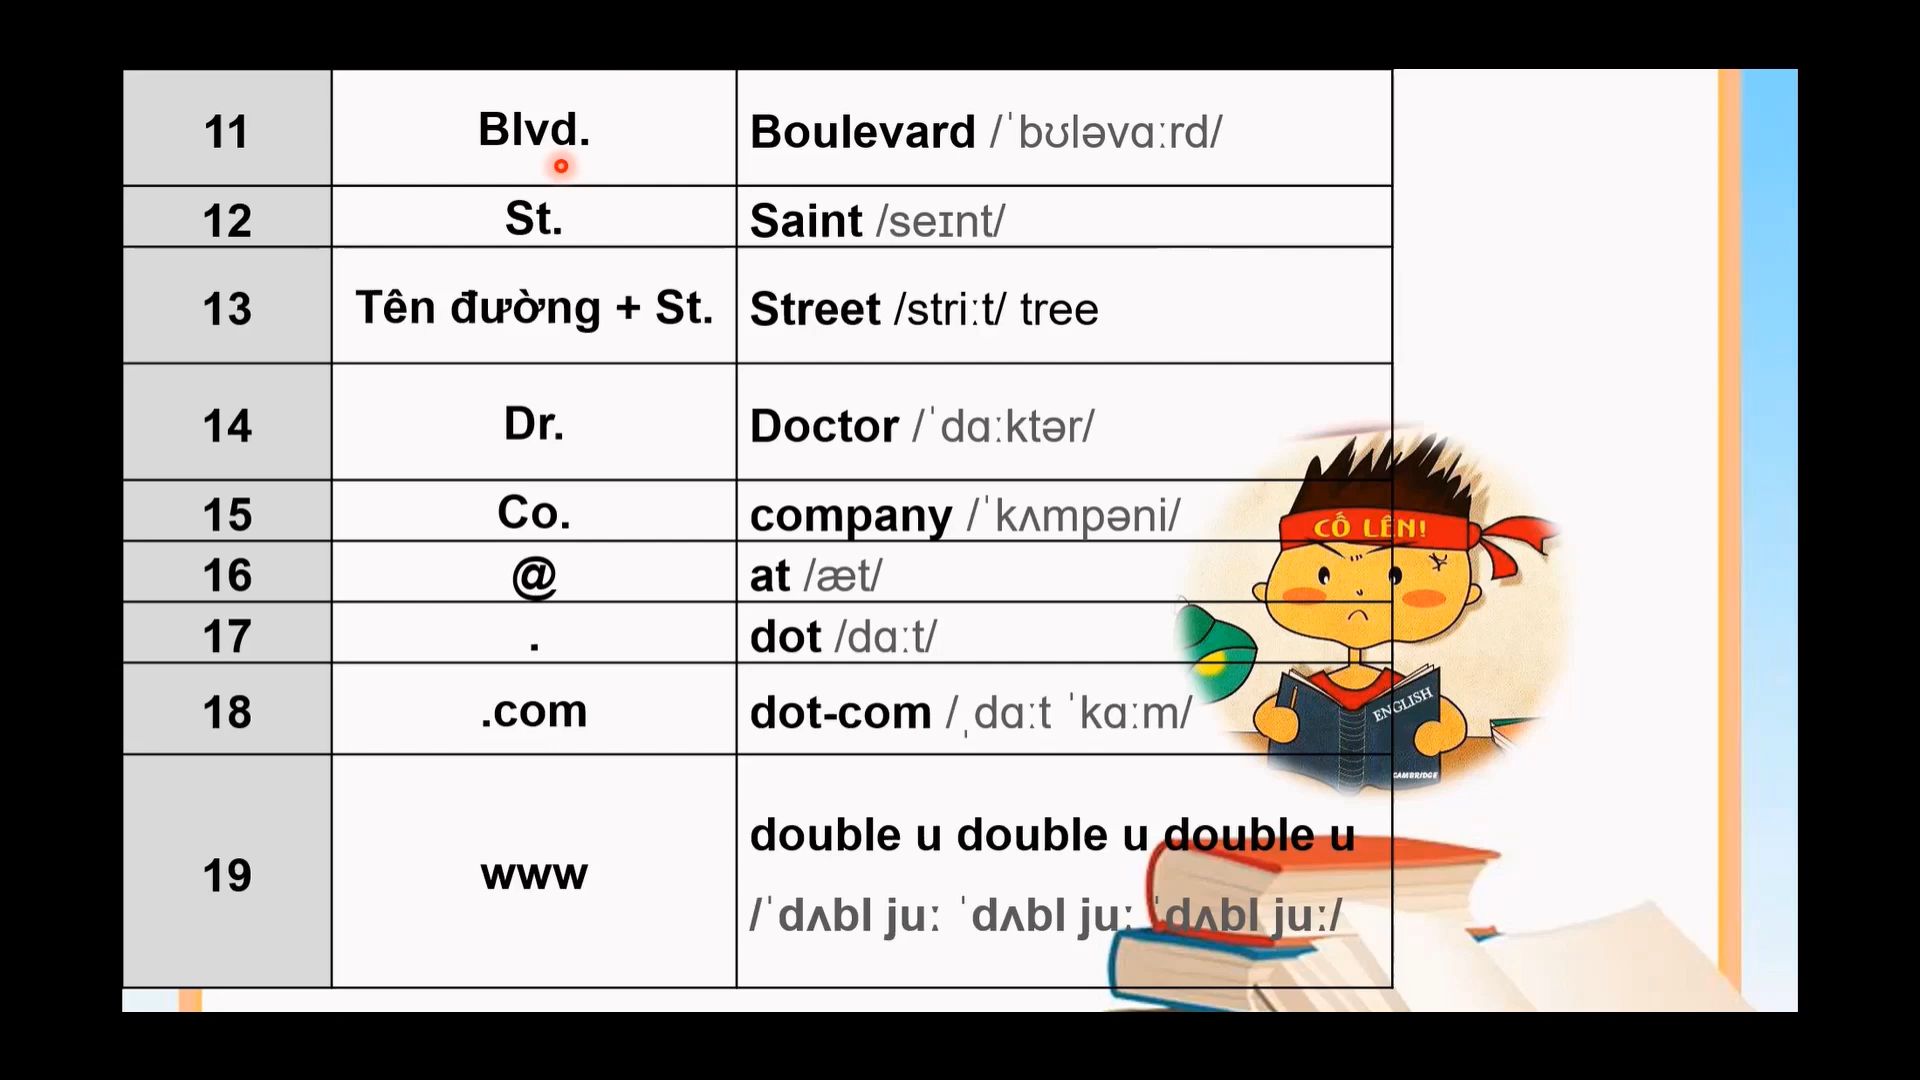 11 Blvd. Boulevard /ˈbʊləvɑːrd/
12 St. Saint /seɪnt/
13 Tên đường + St. Street /striːt/ tree
14 Dr. Doctor /ˈdɑːktər/
15 Co. company /ˈkʌmpəni/
16 @ at /æt/
17 . dot /dɑːt/
18 .com dot-com /ˌdɑːt ˈkɑːm/
19 www double u double u double u
/ˈdʌbl juː ˈdʌbl juː ˈdʌbl juː/
CỐ LÊN!
ENGLISH
CAMBRIDGE